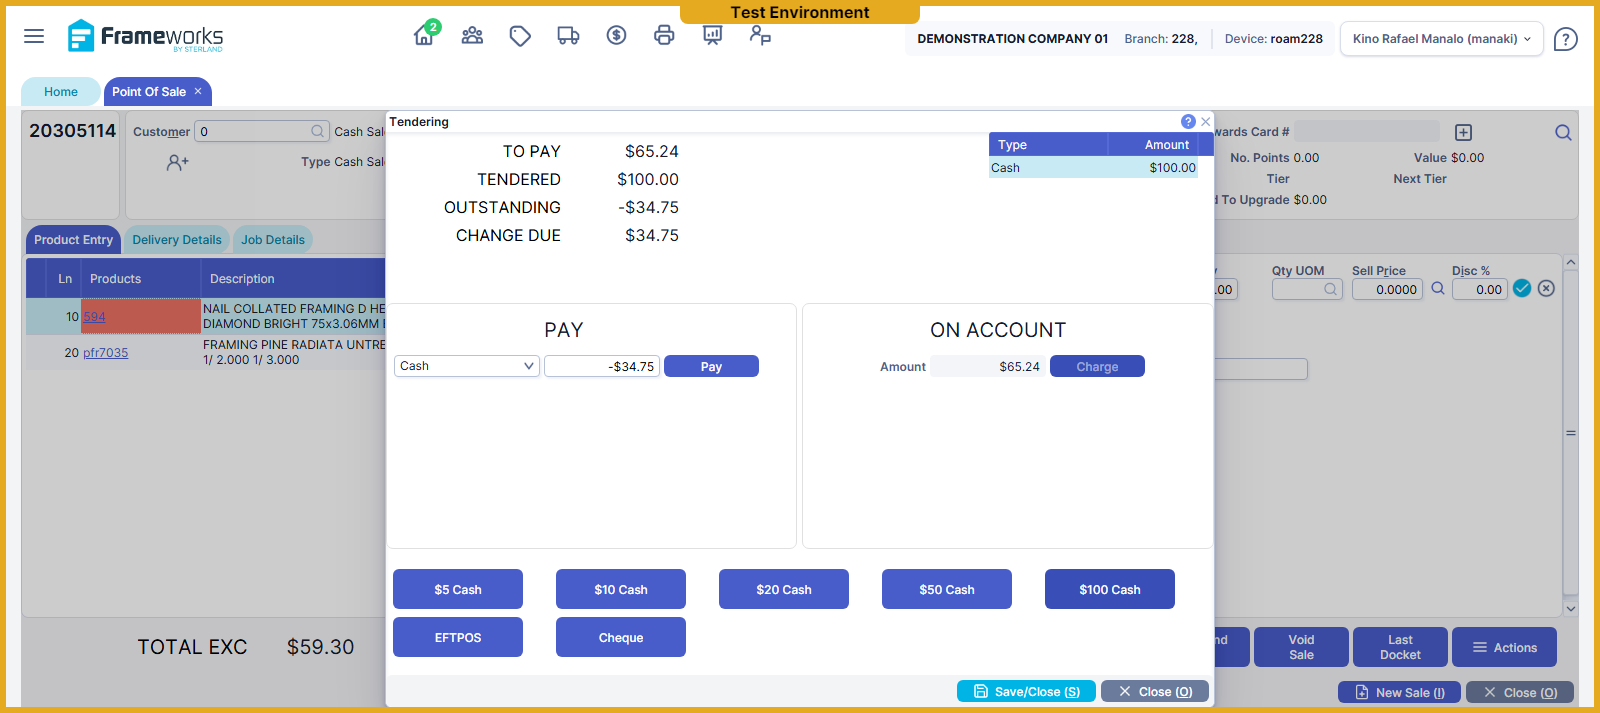 Test Environment
Frameworks
BY STERLAND
2
DEMONSTRATION COMPANY 01 Branch: 228, Device: roam228
Kino Rafael Manalo (manaki)
?
Home
Point Of Sale ×
20305114
Customer 0 Cash Sal
Type Cash Sal
wards Card #
No. Points 0.00 Value $0.00
Tier Next Tier
To Upgrade $0.00
Product Entry Delivery Details Job Details
Ln Products Description
10 594 NAIL COLLATED FRAMING D HE
DIAMOND BRIGHT 75x3.06MM
20 pfr7035 FRAMING PINE RADIATA UNTRE
1/ 2.000 1/ 3.000
Qty UOM Sell Price Disc %
.00 0.0000 0.00
Tendering
?
TO PAY $65.24
TENDERED $100.00
OUTSTANDING -$34.75
CHANGE DUE $34.75
Type Amount
Cash $100.00
PAY
Cash -$34.75 Pay
ON ACCOUNT
Amount $65.24 Charge
$5 Cash $10 Cash $20 Cash $50 Cash $100 Cash
EFTPOS Cheque
Save/Close (S) Close (O)
TOTAL EXC $59.30
nd
Void
Sale
Last
Docket
Actions
New Sale (I) Close (O)